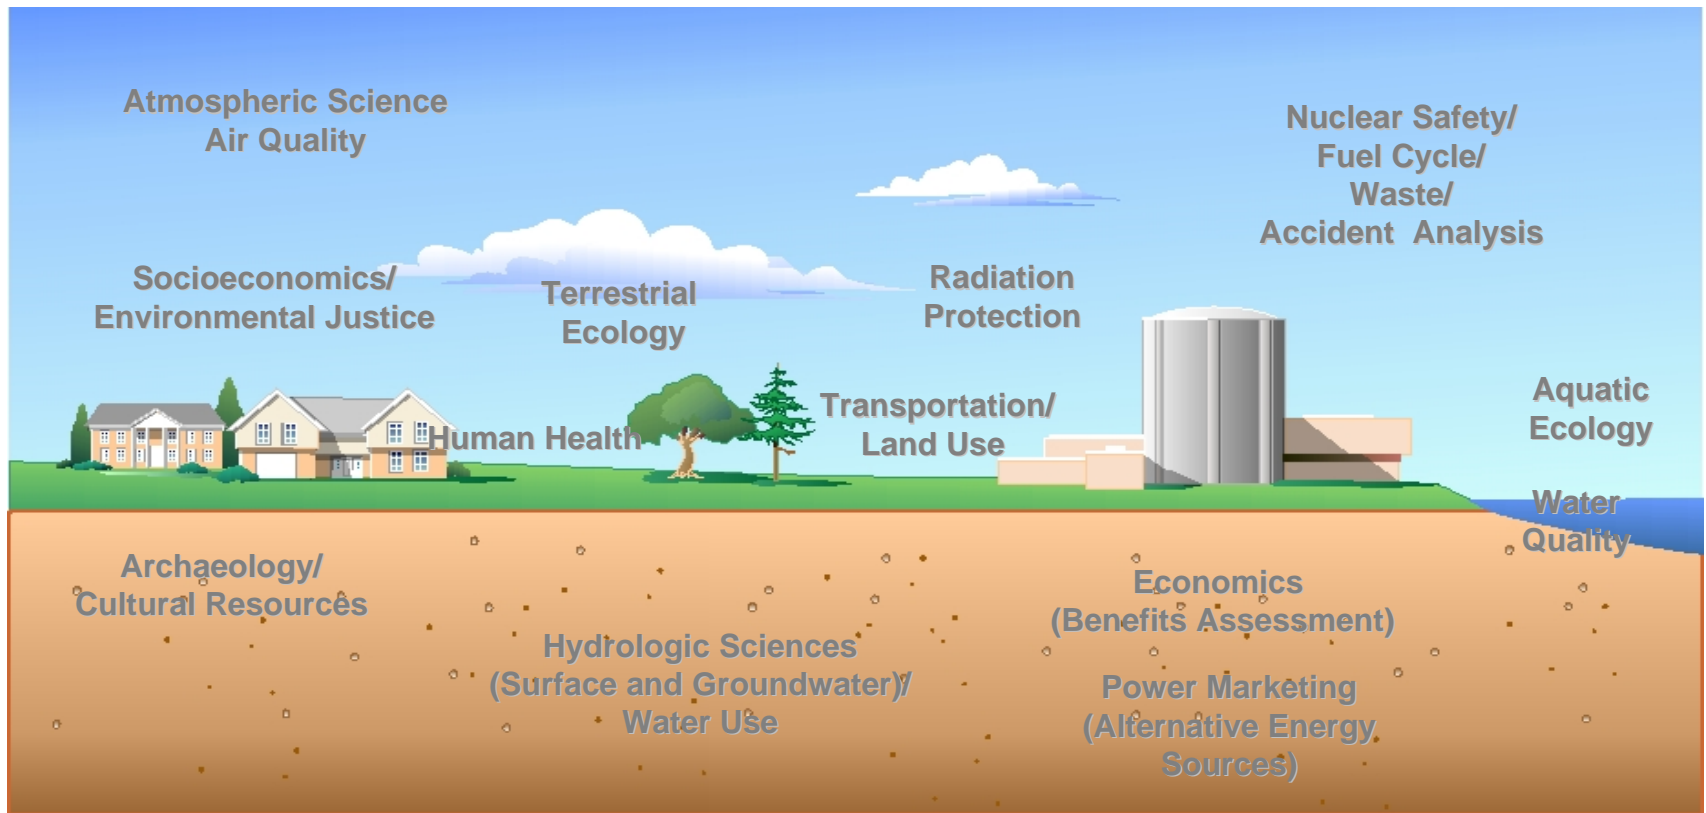 Atmospheric Science
Air Quality
Nuclear Safety/
Fuel Cycle/
Waste/
Accident Analysis
Socioeconomics/
Environmental Justice
Terrestrial
Ecology
Radiation
Protection
Human Health
Transportation/
Land Use
Aquatic
Ecology
Water
Quality
Archaeology/
Cultural Resources
Hydrologic Sciences
(Surface and Groundwater)/
Water Use
Economics
(Benefits Assessment)
Power Marketing
(Alternative Energy
Sources)